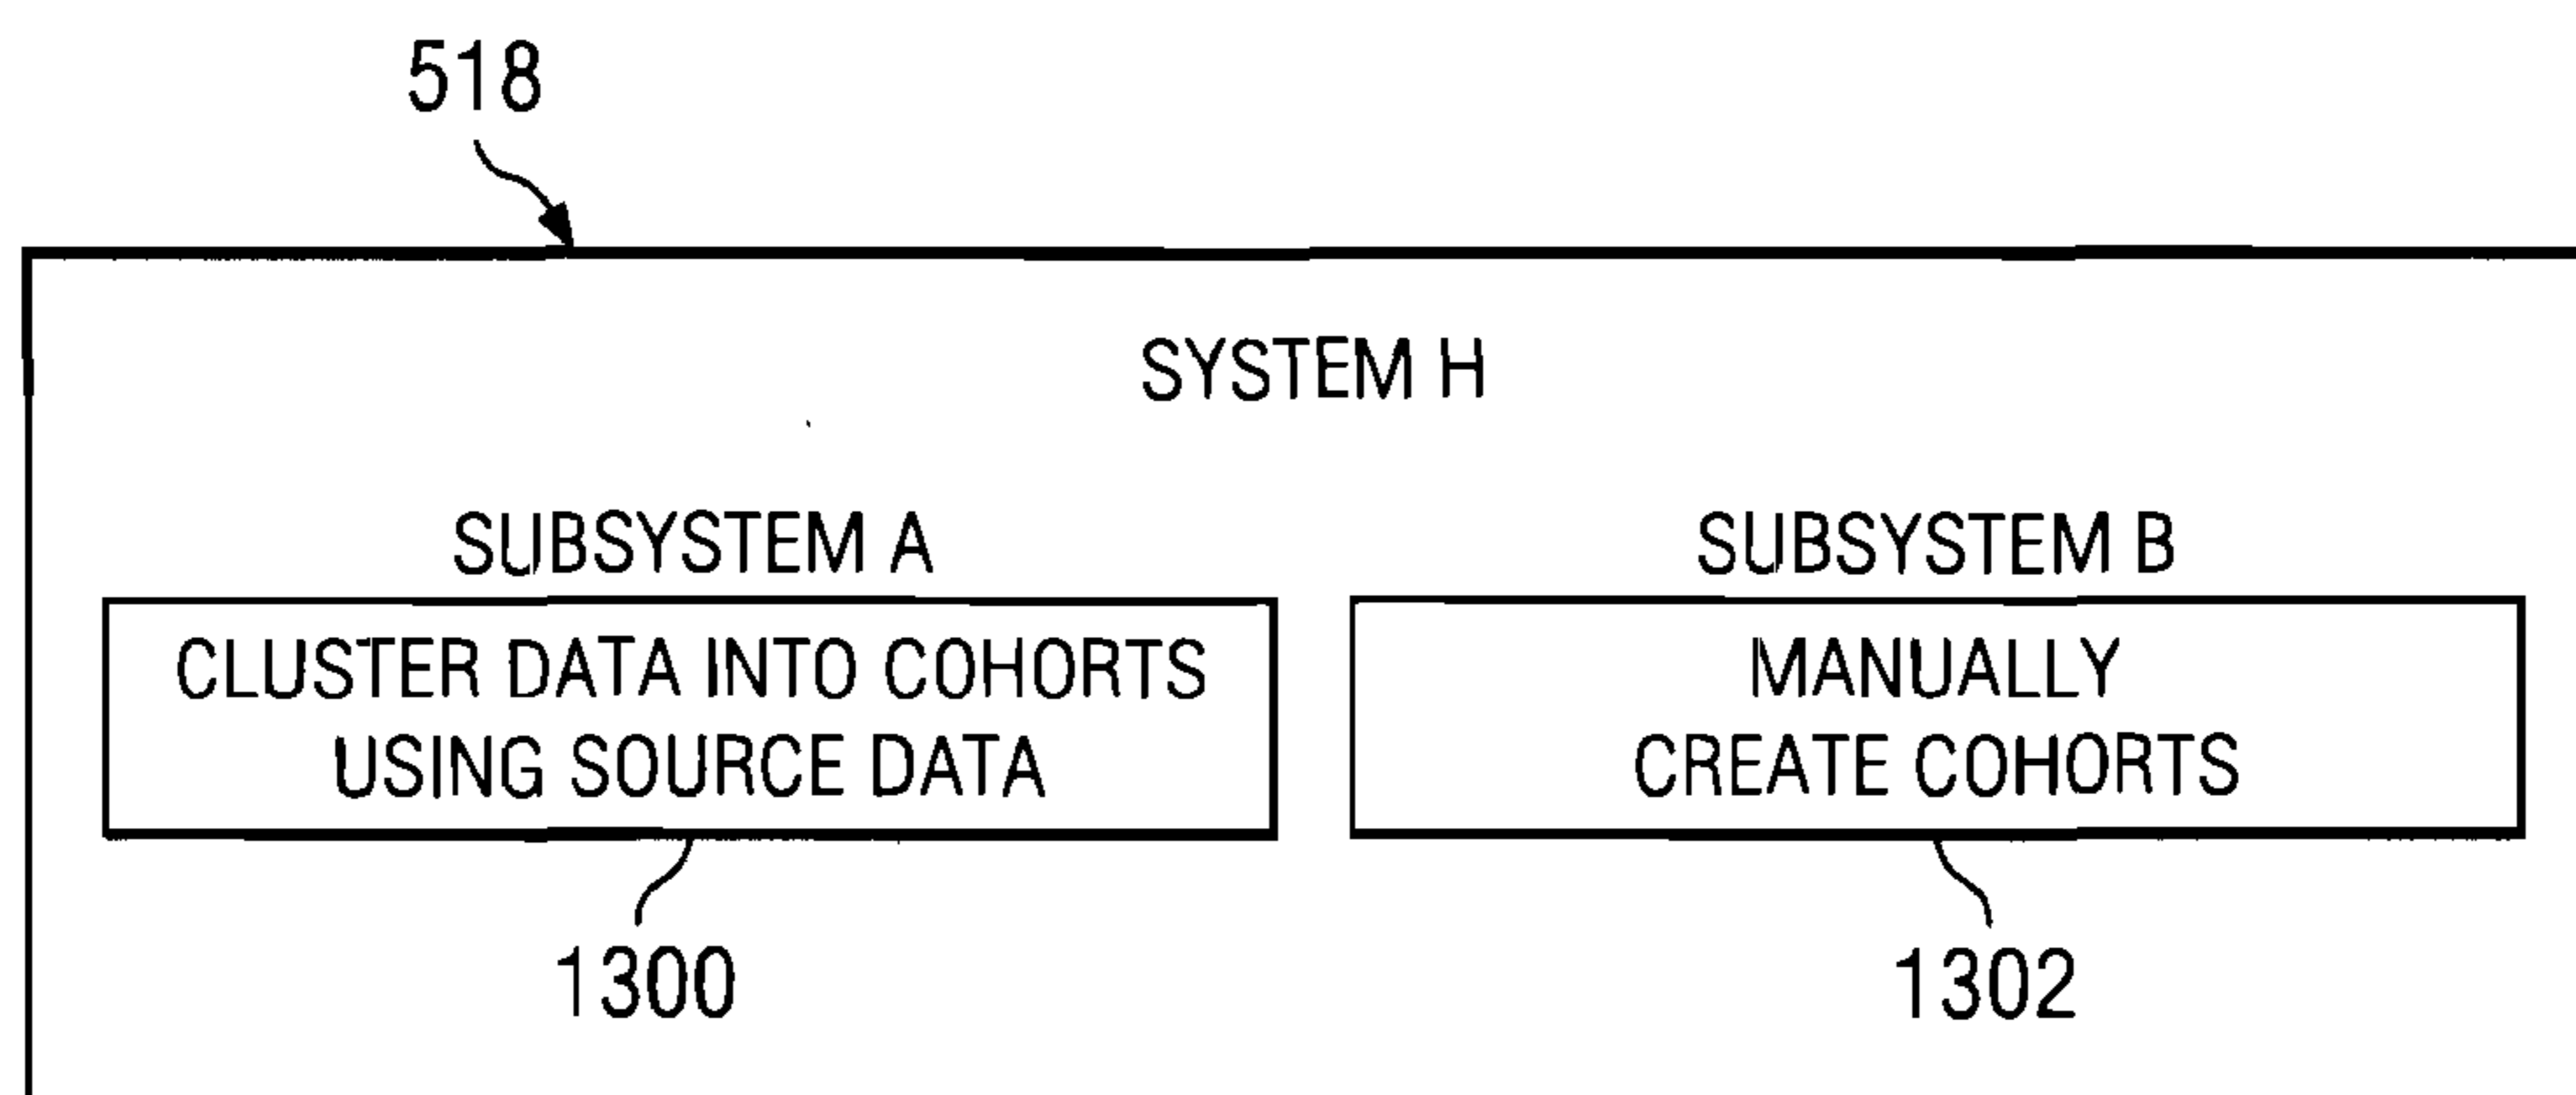 518
SYSTEM H
SUBSYSTEM A
SUBSYSTEM B
CLUSTER DATA INTO COHORTS
USING SOURCE DATA
MANUALLY
CREATE COHORTS
1300
1302